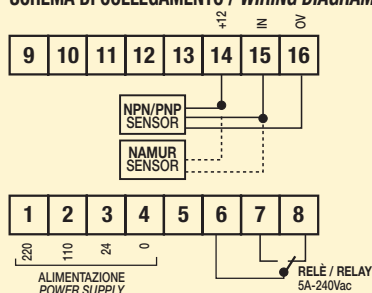 SCHEMA DI COLLEGAMENTO / WIRING DIAGRAM
+12 IN 0V
9 10 11 12 13 14 15 16
NPN/PNP
SENSOR
NAMUR
SENSOR
1 2 3 4 5 6 7 8
220 110 24 0
ALIMENTAZIONE
POWER SUPPLY
RELÈ / RELAY
5A-240Vac